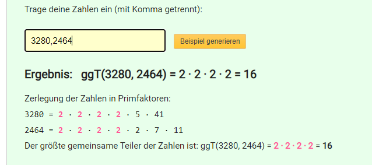 Trage deine Zahlen ein (mit Komma getrennt):
3280,2464
Beispiel generieren
Ergebnis: ggT(3280, 2464) = 2 · 2 · 2 · 2 = 16
Zerlegung der Zahlen in Primfaktoren:
3280 = 2 · 2 · 2 · 2 · 5 · 41
2464 = 2 · 2 · 2 · 2 · 2 · 7 · 11
Der größte gemeinsame Teiler der Zahlen ist: ggT(3280, 2464) = 2 · 2 · 2 · 2 = 16